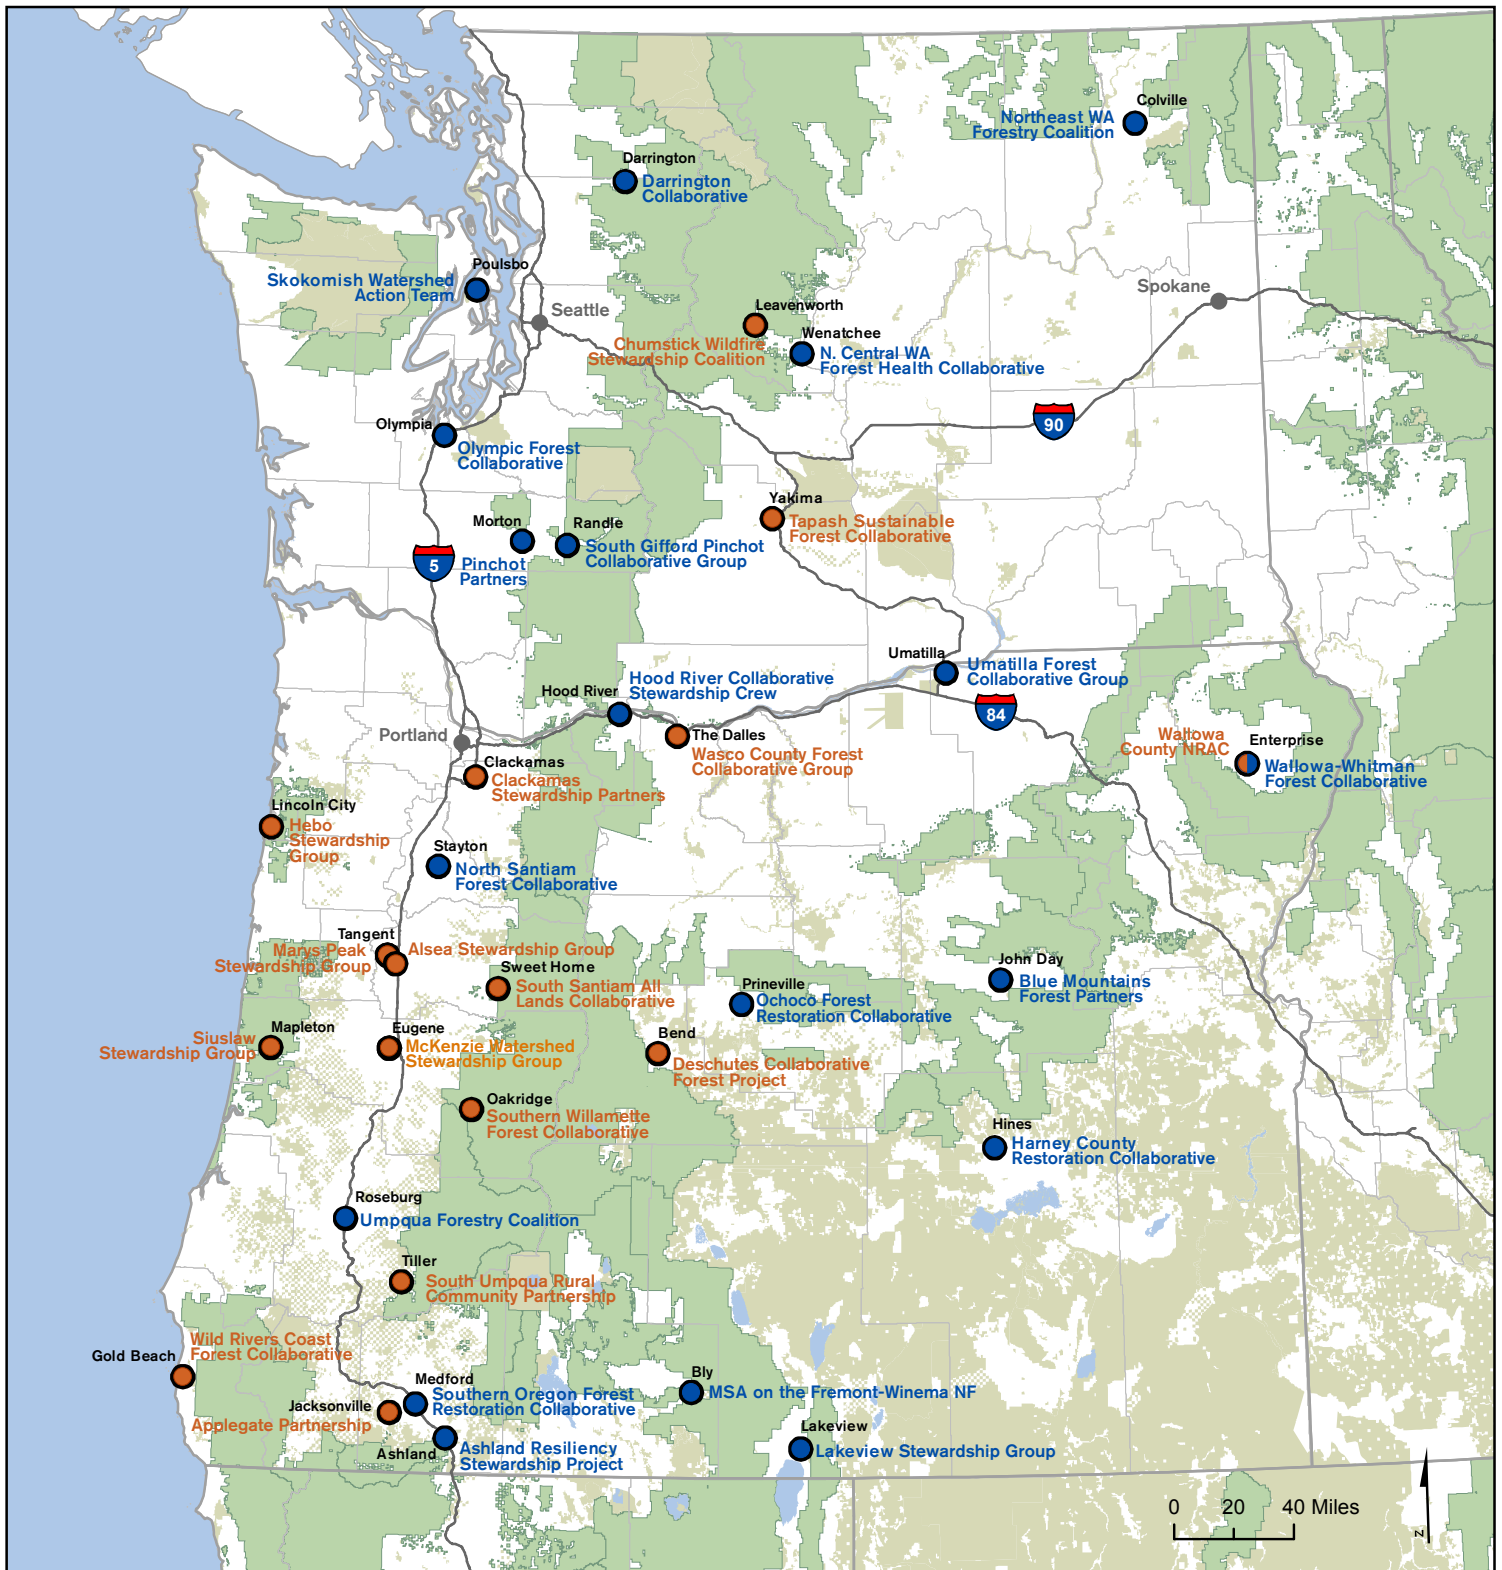 Colville
Northeast WA
Forestry Coalition
Darrington
Darrington
Collaborative
Poulsbo
Skokomish Watershed
Action Team
Seattle
Spokane
Leavenworth
Chumstick Wildfire
Stewardship Coalition
Wenatchee
N. Central WA
Forest Health Collaborative
90
Olympia
Olympic Forest
Collaborative
Yakima
Tapash Sustainable
Forest Collaborative
Morton
Pinchot
Partners
Randle
South Gifford Pinchot
Collaborative Group
5
Umatilla
Umatilla Forest
Collaborative Group
Hood River Collaborative
Stewardship Crew
Hood River
84
Portland
The Dalles
Wasco County Forest
Collaborative Group
Wallowa
County NRAC
Enterprise
Wallowa-Whitman
Forest Collaborative
Clackamas
Clackamas
Stewardship Partners
Lincoln City
Hebo
Stewardship
Group
Stayton
North Santiam
Forest Collaborative
Tangent
Marys Peak
Stewardship Group
Alsea Stewardship Group
Sweet Home
South Santiam All
Lands Collaborative
Prineville
Ochoco Forest
Restoration Collaborative
John Day
Blue Mountains
Forest Partners
Mapleton
Siuslaw
Stewardship Group
Eugene
McKenzie Watershed
Stewardship Group
Bend
Deschutes Collaborative
Forest Project
Oakridge
Southern Willamette
Forest Collaborative
Hines
Harney County
Restoration Collaborative
Roseburg
Umpqua Forestry Coalition
Tiller
South Umpqua Rural
Community Partnership
Wild Rivers Coast
Forest Collaborative
Gold Beach
Medford
Southern Oregon Forest
Restoration Collaborative
Jacksonville
Applegate Partnership
Bly
MSA on the Fremont-Winema NF
Ashland
Ashland Resiliency
Stewardship Project
Lakeview
Lakeview Stewardship Group
0 20 40 Miles
N